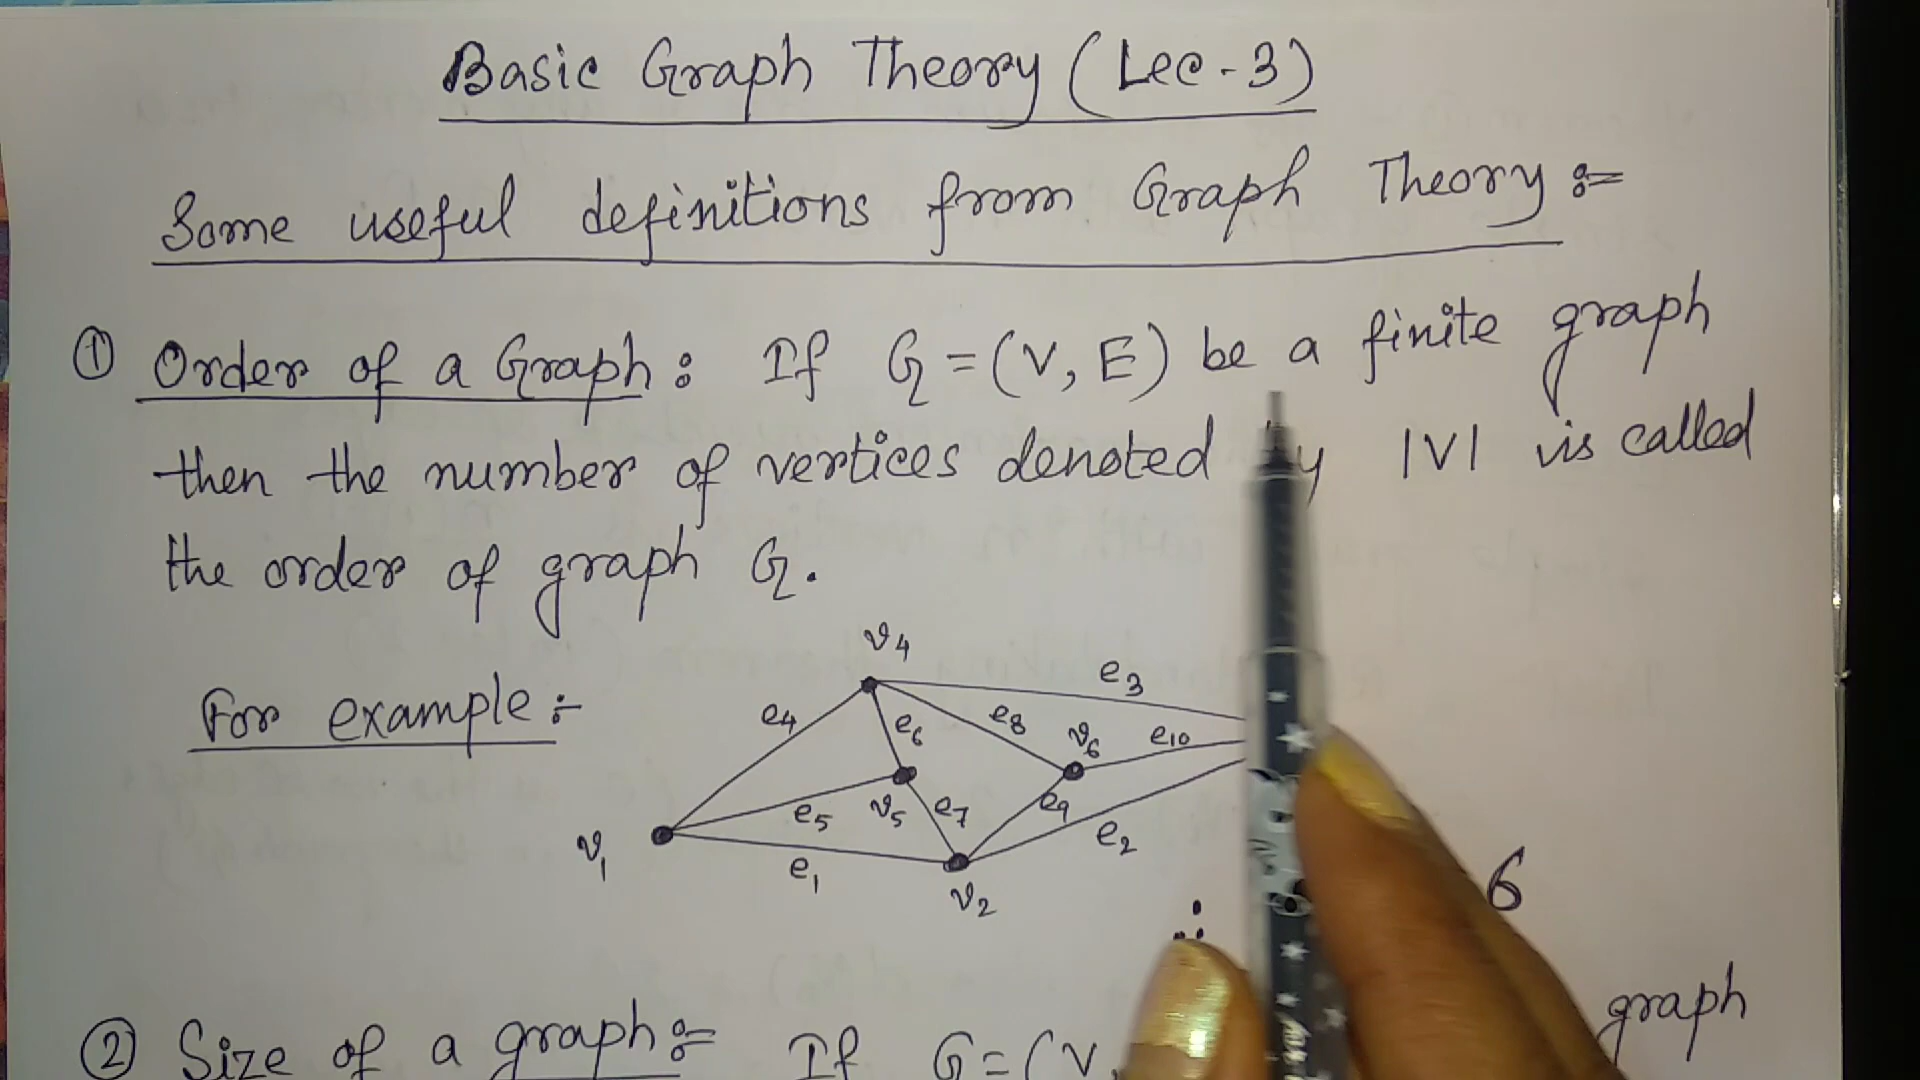 Basic Graph Theory (Lec-3)
Some useful definitions from Graph Theory :=
① Order of a Graph : If G = (V, E) be a finite graph
then the number of vertices denoted by |V| is called
the order of graph G.
For example :-
v4
e3
e4
e6
e8
v6
e10
e5
v5
e7
e9
e2
v1
e1
v2
∴
6
② Size of a graph := If G = (V, graph